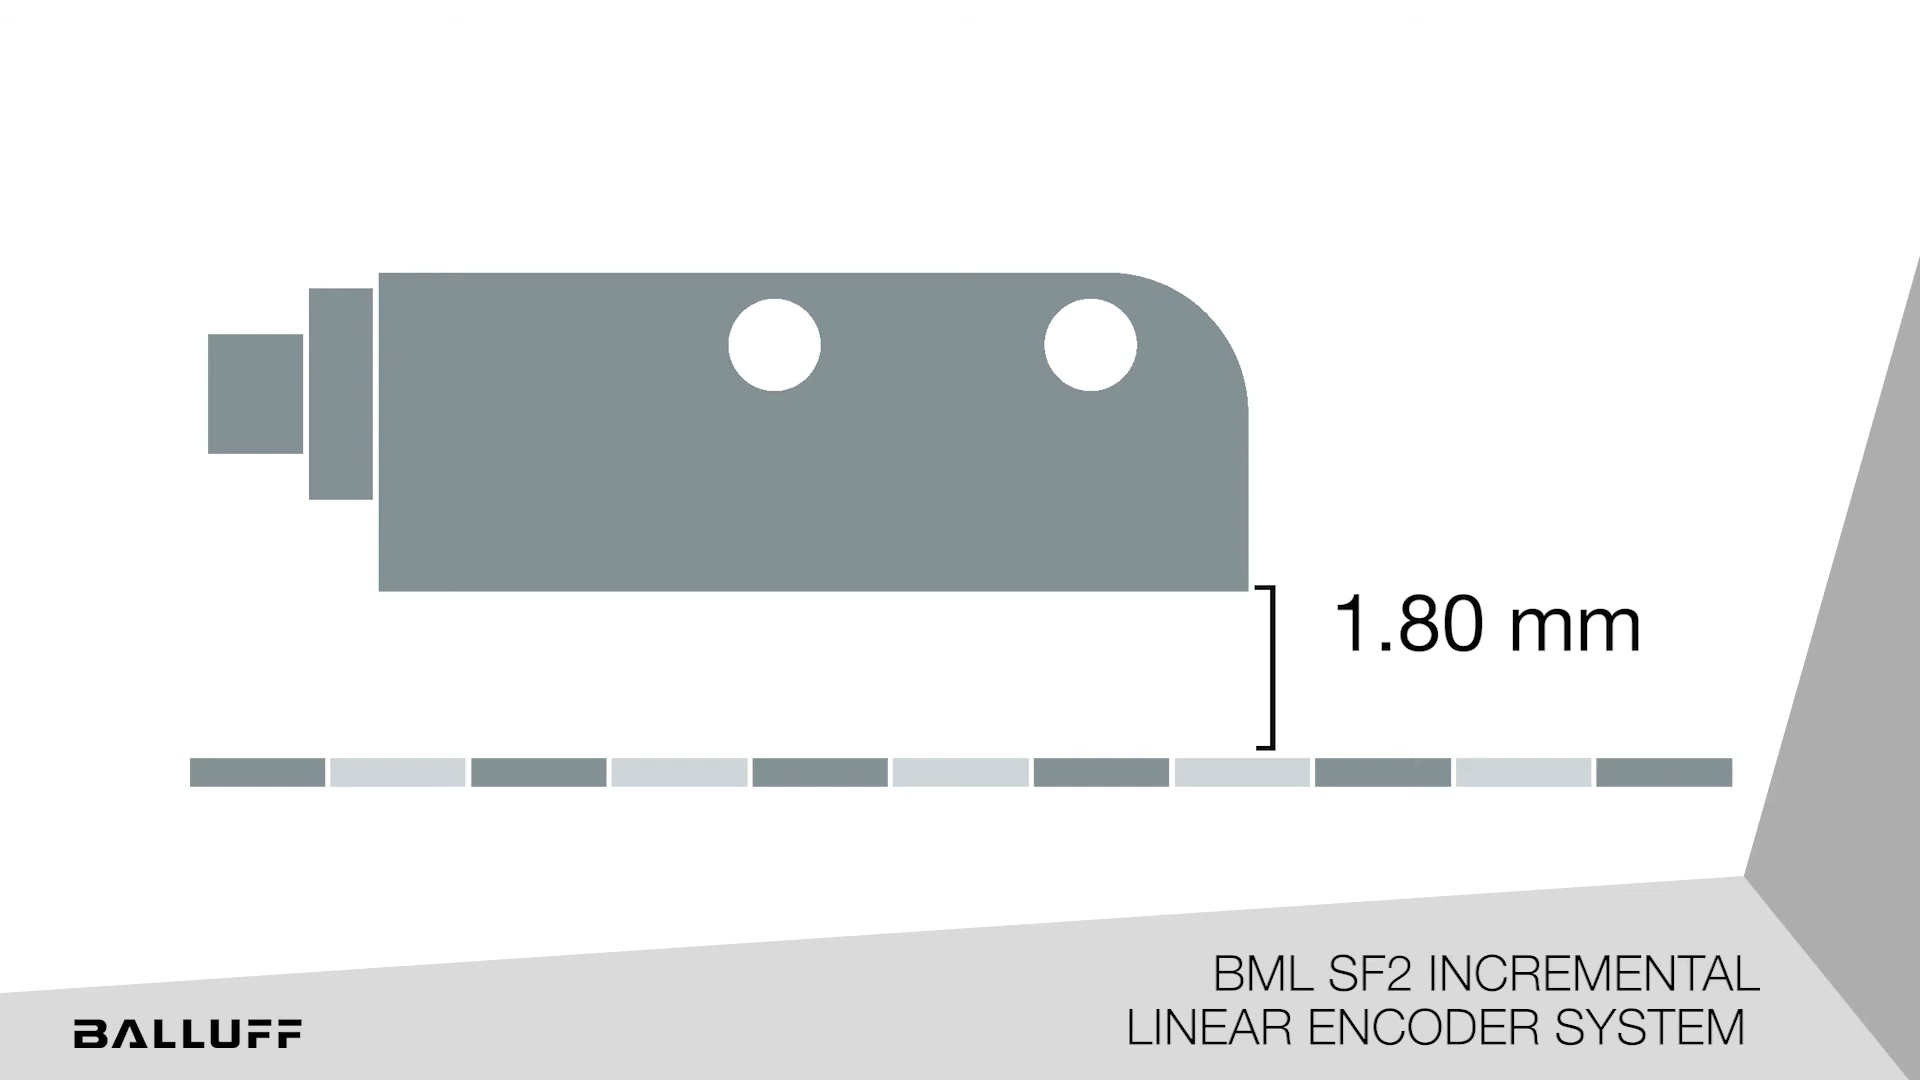 1.80 mm
BML SF2 INCREMENTAL
LINEAR ENCODER SYSTEM
BALLUFF